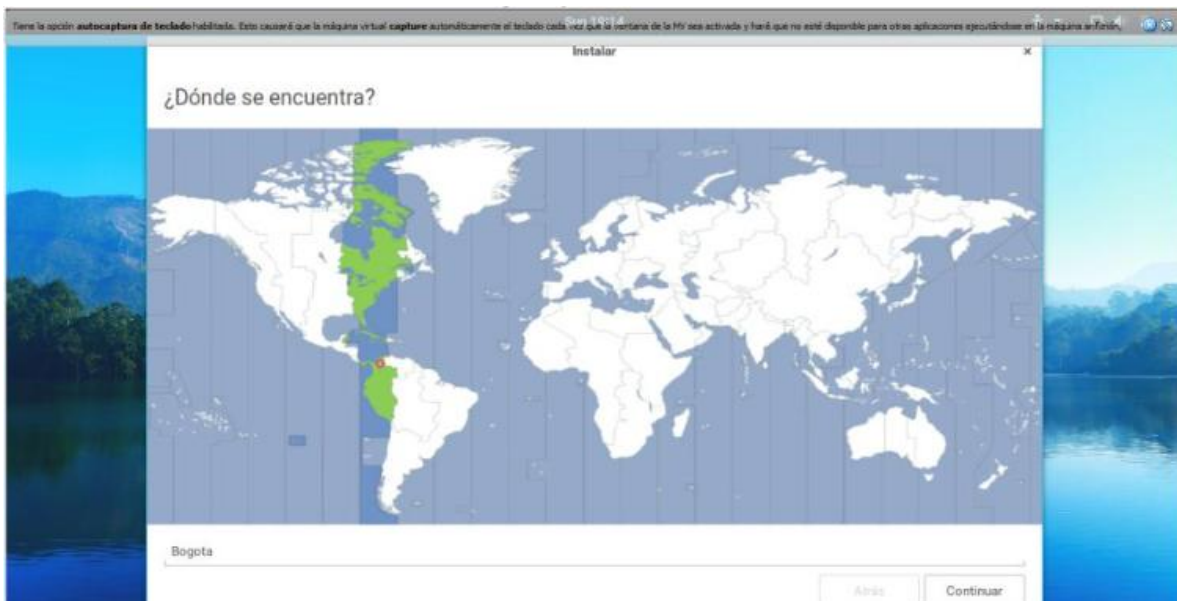 Tiene la opción autocaptura de teclado habilitada. Esto causará que la máquina virtual capture automáticamente el teclado cada vez que la ventana de la MV sea activada y hará que no esté disponible para otras aplicaciones ejecutándose en la máquina anfitrión,
Instalar
¿Dónde se encuentra?
Bogota
Atrás
Continuar